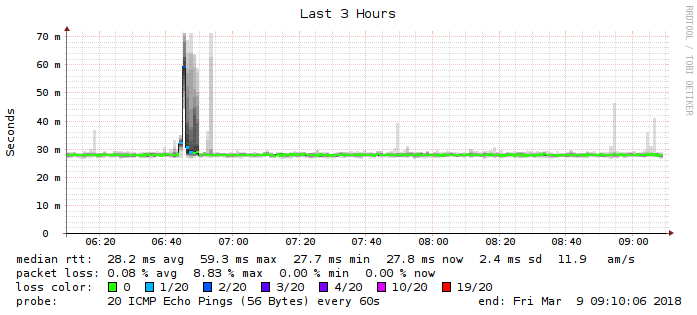 Last 3 Hours
RRDTOOL / TOBI OETIKER
Seconds
70 m
60 m
50 m
40 m
30 m
20 m
10 m
0
06:20 06:40 07:00 07:20 07:40 08:00 08:20 08:40 09:00
median rtt: 28.2 ms avg 59.3 ms max 27.7 ms min 27.8 ms now 2.4 ms sd 11.9 am/s
packet loss: 0.08 % avg 8.83 % max 0.00 % min 0.00 % now
loss color: 0 1/20 2/20 3/20 4/20 10/20 19/20
probe: 20 ICMP Echo Pings (56 Bytes) every 60s end: Fri Mar 9 09:10:06 2018